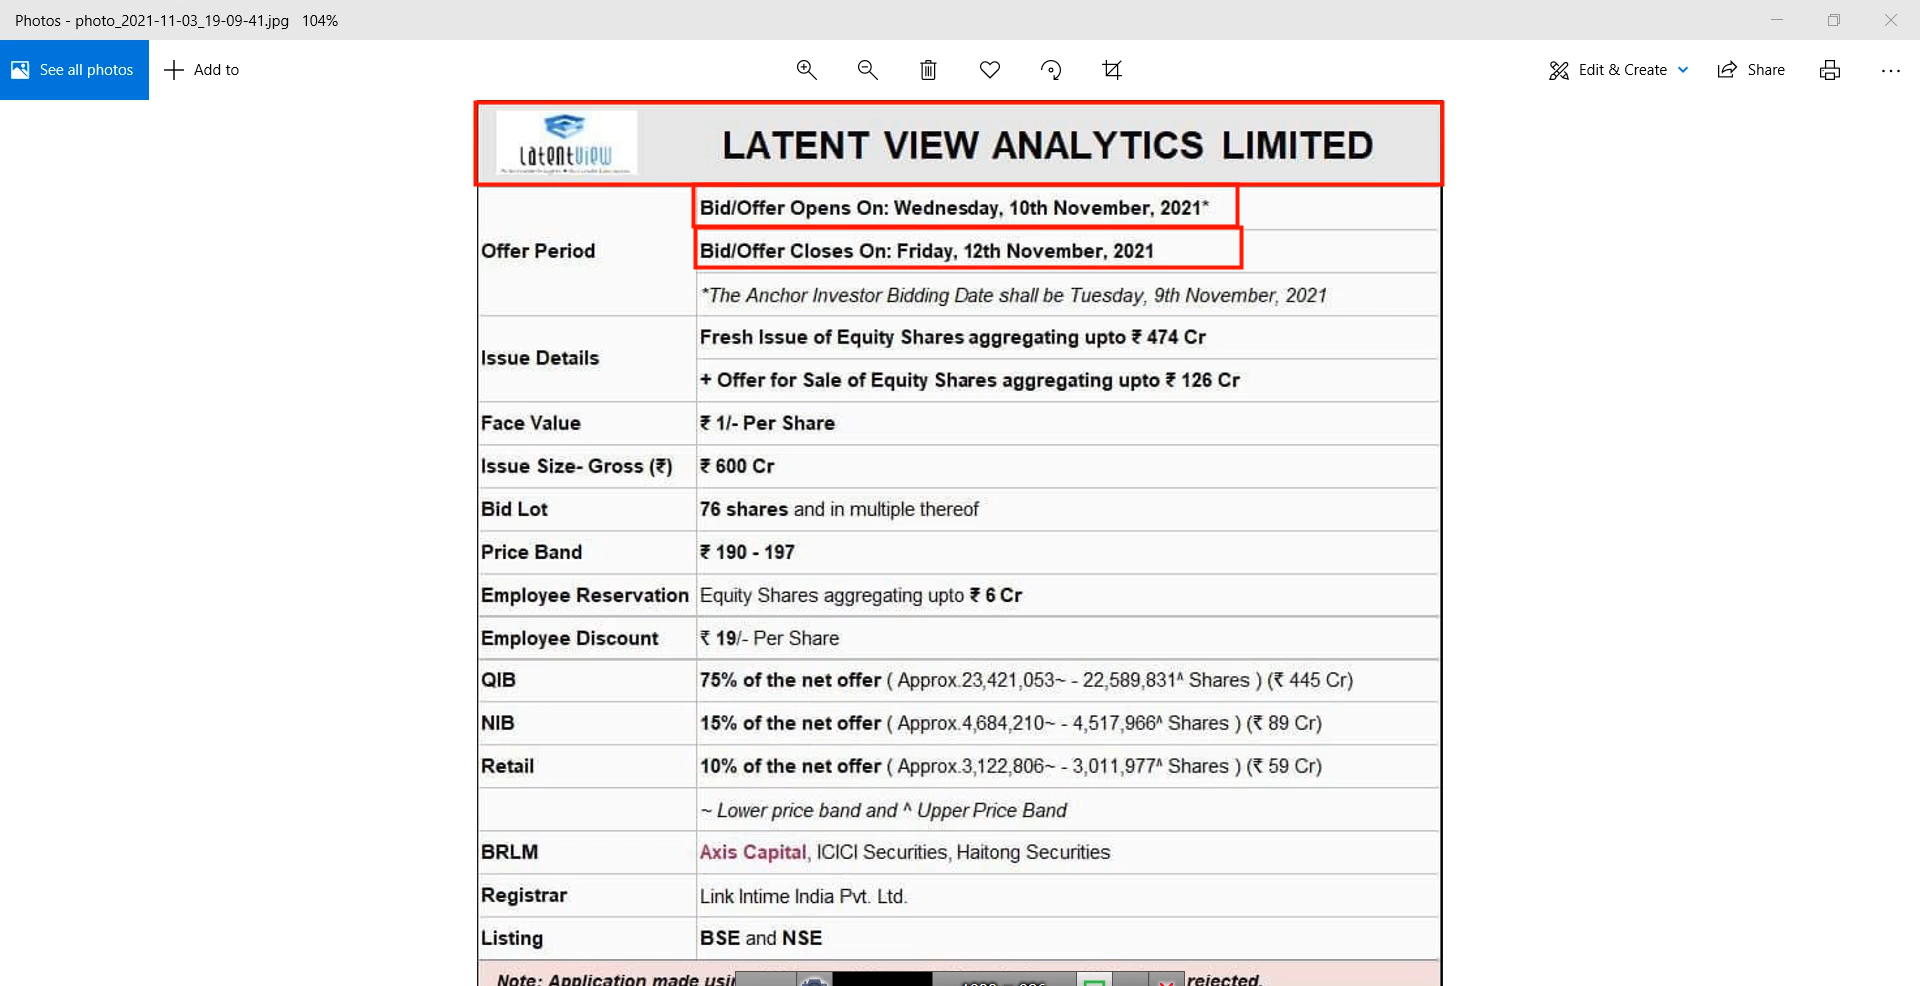 Photos - photo_2021-11-03_19-09-41.jpg 104%
See all photos
Add to
Edit & Create
Share
LatentView
LATENT VIEW ANALYTICS LIMITED
Offer Period
Bid/Offer Opens On: Wednesday, 10th November, 2021*
Bid/Offer Closes On: Friday, 12th November, 2021
*The Anchor Investor Bidding Date shall be Tuesday, 9th November, 2021
Issue Details
Fresh Issue of Equity Shares aggregating upto ₹ 474 Cr
+ Offer for Sale of Equity Shares aggregating upto ₹ 126 Cr
Face Value ₹ 1/- Per Share
Issue Size- Gross (₹) ₹ 600 Cr
Bid Lot 76 shares and in multiple thereof
Price Band ₹ 190 - 197
Employee Reservation Equity Shares aggregating upto ₹ 6 Cr
Employee Discount ₹ 19/- Per Share
QIB 75% of the net offer ( Approx.23,421,053~ - 22,589,831^ Shares ) (₹ 445 Cr)
NIB 15% of the net offer ( Approx.4,684,210~ - 4,517,966^ Shares ) (₹ 89 Cr)
Retail 10% of the net offer ( Approx.3,122,806~ - 3,011,977^ Shares ) (₹ 59 Cr)
~ Lower price band and ^ Upper Price Band
BRLM Axis Capital, ICICI Securities, Haitong Securities
Registrar Link Intime India Pvt. Ltd.
Listing BSE and NSE
Note: Application made rejected.